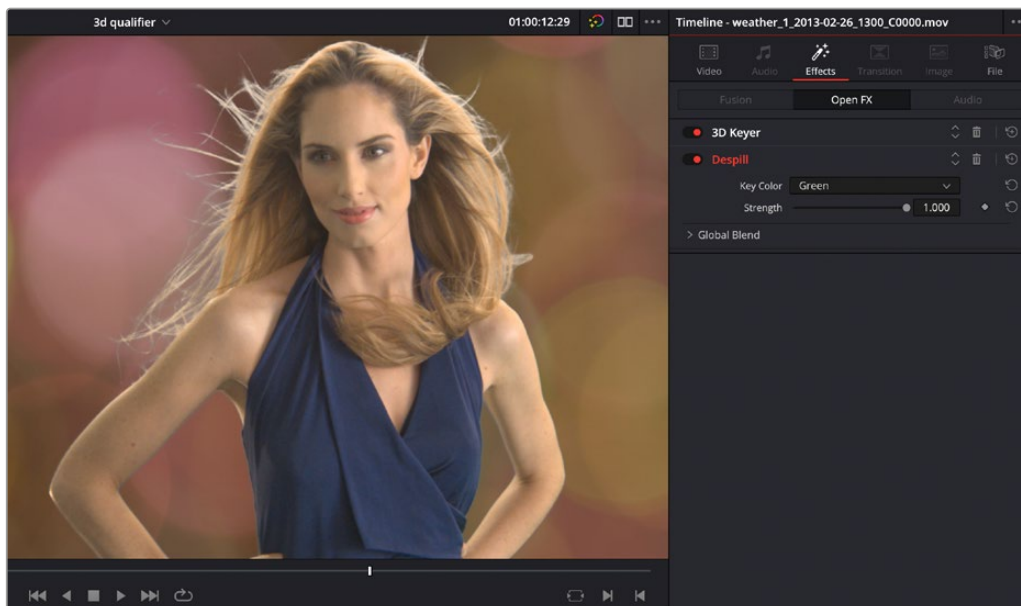 3d qualifier
01:00:12:29
Timeline - weather_1_2013-02-26_1300_C0000.mov
Video
Audio
Effects
Transition
Image
File
Fusion
Open FX
Audio
3D Keyer
Despill
Key Color
Green
Strength
1.000
> Global Blend